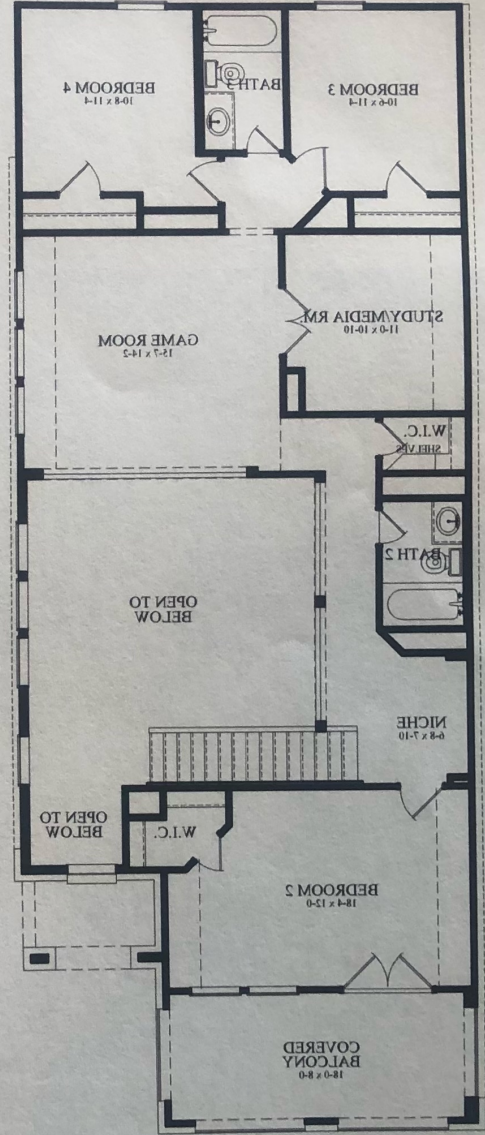 BEDROOM 4
10-8 x 11-4
BATH 3
BEDROOM 3
10-6 x 11-4
GAME ROOM
15-7 x 14-2
STUDY/MEDIA RM.
11-0 x 10-10
W.I.C.
SHELVES
BATH 2
OPEN TO
BELOW
NICHE
6-8 x 7-10
OPEN TO
BELOW
W.I.C.
BEDROOM 2
18-4 x 12-0
COVERED
BALCONY
18-0 x 8-0